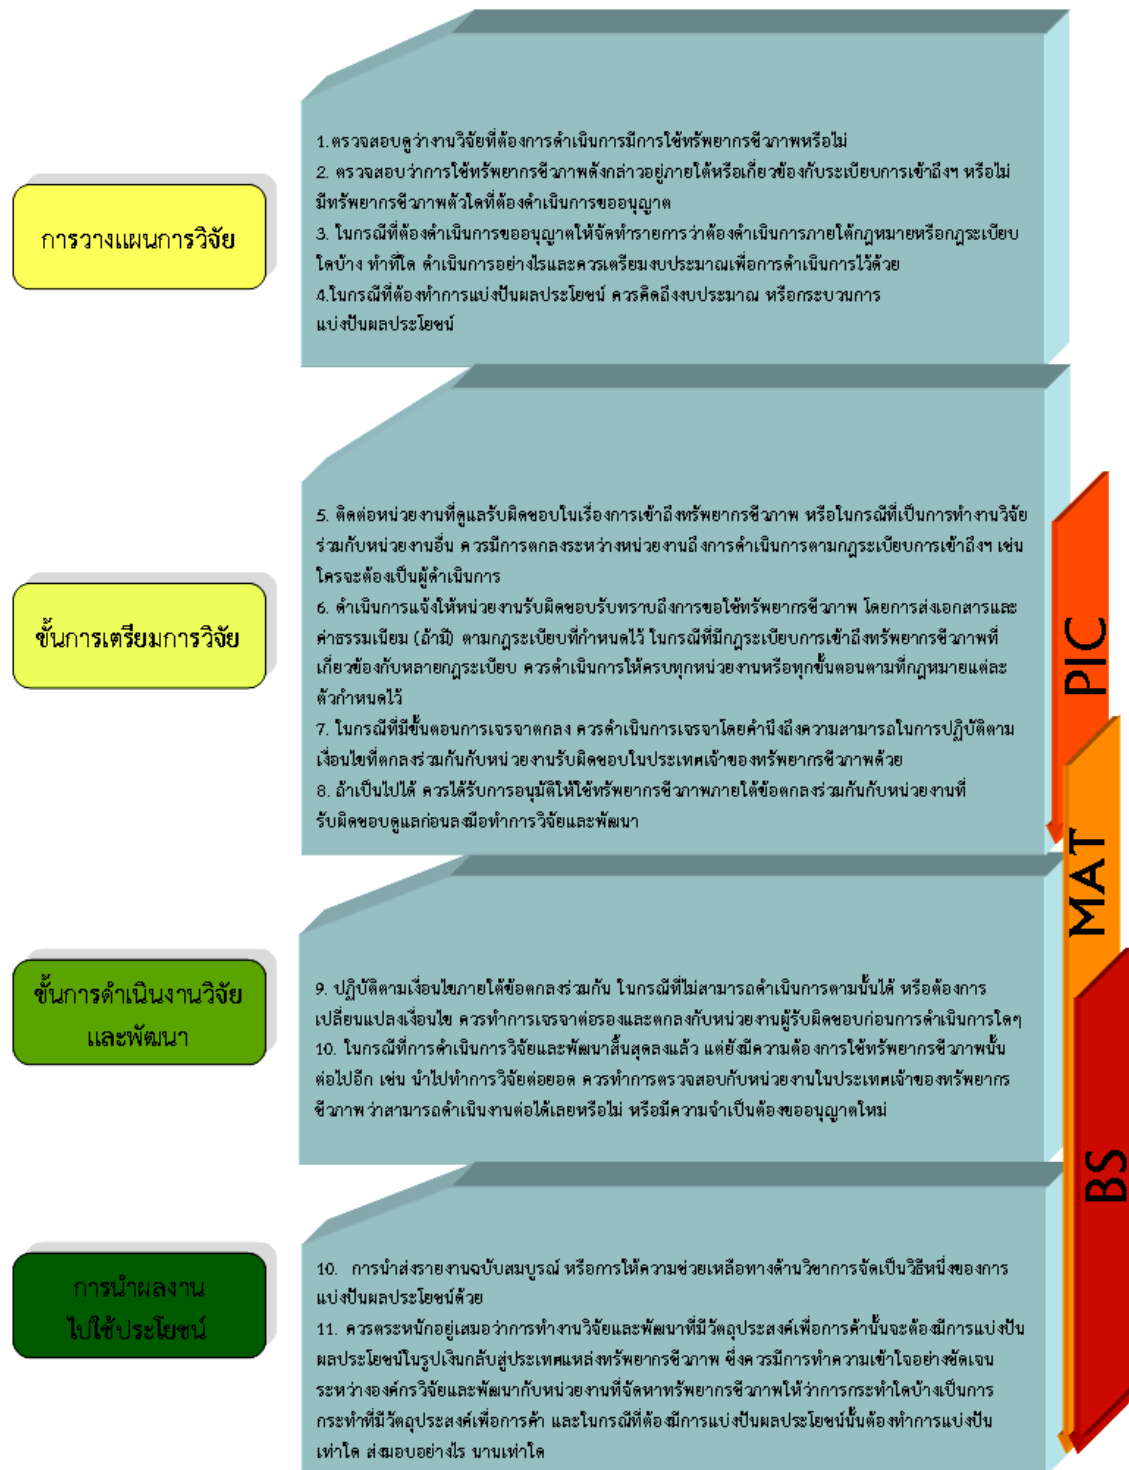 การวางแผนการวิจัย
1.ตรวจสอบดูว่างานวิจัยที่ต้องการดำเนินการมีการใช้ทรัพยากรชีวภาพหรือไม่
2. ตรวจสอบว่าการใช้ทรัพยากรชีวภาพดังกล่าวอยู่ภายใต้หรือเกี่ยวข้องกับระเบียบการเข้าถึงฯ หรือไม่
มีทรัพยากรชีวภาพตัวใดที่ต้องดำเนินการขออนุญาต
3. ในกรณีที่ต้องดำเนินการขออนุญาตให้จัดทำรายการว่าต้องดำเนินการภายใต้กฎหมายหรือกฎระเบียบ
ใดบ้าง ทำที่ใด ดำเนินการอย่างไรและควรเตรียมงบประมาณเพื่อการดำเนินการไว้ด้วย
4.ในกรณีที่ต้องทำการแบ่งปันผลประโยชน์ ควรคิดถึงงบประมาณ หรือกระบวนการ
แบ่งปันผลประโยชน์
ขั้นการเตรียมการวิจัย
5. ติดต่อหน่วยงานที่ดูแลรับผิดชอบในเรื่องการเข้าถึงทรัพยากรชีวภาพ หรือในกรณีที่เป็นการทำงานวิจัย
ร่วมกับหน่วยงานอื่น ควรมีการตกลงระหว่างหน่วยงานถึงการดำเนินการตามกฎระเบียบการเข้าถึงฯ เช่น
ใครจะต้องเป็นผู้ดำเนินการ
6. ดำเนินการแจ้งให้หน่วยงานรับผิดชอบรับทราบถึงการขอใช้ทรัพยากรชีวภาพ โดยการส่งเอกสารและ
ค่าธรรมเนียม (ถ้ามี) ตามกฎระเบียบที่กำหนดไว้ ในกรณีที่มีกฎระเบียบการเข้าถึงทรัพยากรชีวภาพที่
เกี่ยวข้องกับหลายกฎระเบียบ ควรดำเนินการให้ครบทุกหน่วยงานหรือทุกขั้นตอนตามที่กฎหมายแต่ละ
ตัวกำหนดไว้
7. ในกรณีที่มีขั้นตอนการเจรจาตกลง ควรดำเนินการเจรจาโดยคำนึงถึงความสามารถในการปฏิบัติตาม
เงื่อนไขที่ตกลงร่วมกันกับหน่วยงานรับผิดชอบในประเทศเจ้าของทรัพยากรชีวภาพด้วย
8. ถ้าเป็นไปได้ ควรได้รับการอนุมัติให้ใช้ทรัพยากรชีวภาพภายใต้ข้อตกลงร่วมกันกับหน่วยงานที่
รับผิดชอบดูแลก่อนลงมือทำการวิจัยและพัฒนา
PIC
MAT
ขั้นการดำเนินงานวิจัย
และพัฒนา
9. ปฏิบัติตามเงื่อนไขภายใต้ข้อตกลงร่วมกัน ในกรณีที่ไม่สามารถดำเนินการตามนั้นได้ หรือต้องการ
เปลี่ยนแปลงเงื่อนไข ควรทำการเจรจาต่อรองและตกลงกับหน่วยงานผู้รับผิดชอบก่อนการดำเนินการใดๆ
10. ในกรณีที่การดำเนินการวิจัยและพัฒนาสิ้นสุดลงแล้ว แต่ยังมีความต้องการใช้ทรัพยากรชีวภาพนั้น
ต่อไปอีก เช่น นำไปทำการวิจัยต่อยอด ควรทำการตรวจสอบกับหน่วยงานในประเทศเจ้าของทรัพยากร
ชีวภาพว่าสามารถดำเนินงานต่อได้เลยหรือไม่ หรือมีความจำเป็นต้องขออนุญาตใหม่
BS
การนำผลงาน
ไปใช้ประโยชน์
10. การนำส่งรายงานฉบับสมบูรณ์ หรือการให้ความช่วยเหลือทางด้านวิชาการจัดเป็นวิธีหนึ่งของการ
แบ่งปันผลประโยชน์ด้วย
11. ควรตระหนักอยู่เสมอว่าการทำงานวิจัยและพัฒนาที่มีวัตถุประสงค์เพื่อการค้านั้นจะต้องมีการแบ่งปัน
ผลประโยชน์ในรูปเงินกลับสู่ประเทศแหล่งทรัพยากรชีวภาพ ซึ่งควรมีการทำความเข้าใจอย่างชัดเจน
ระหว่างองค์กรวิจัยและพัฒนากับหน่วยงานที่จัดหาทรัพยากรชีวภาพให้ว่าการกระทำใดบ้างเป็นการ
กระทำที่มีวัตถุประสงค์เพื่อการค้า และในกรณีที่ต้องมีการแบ่งปันผลประโยชน์นั้นต้องทำการแบ่งปัน
เท่าใด ส่งมอบอย่างไร นานเท่าใด